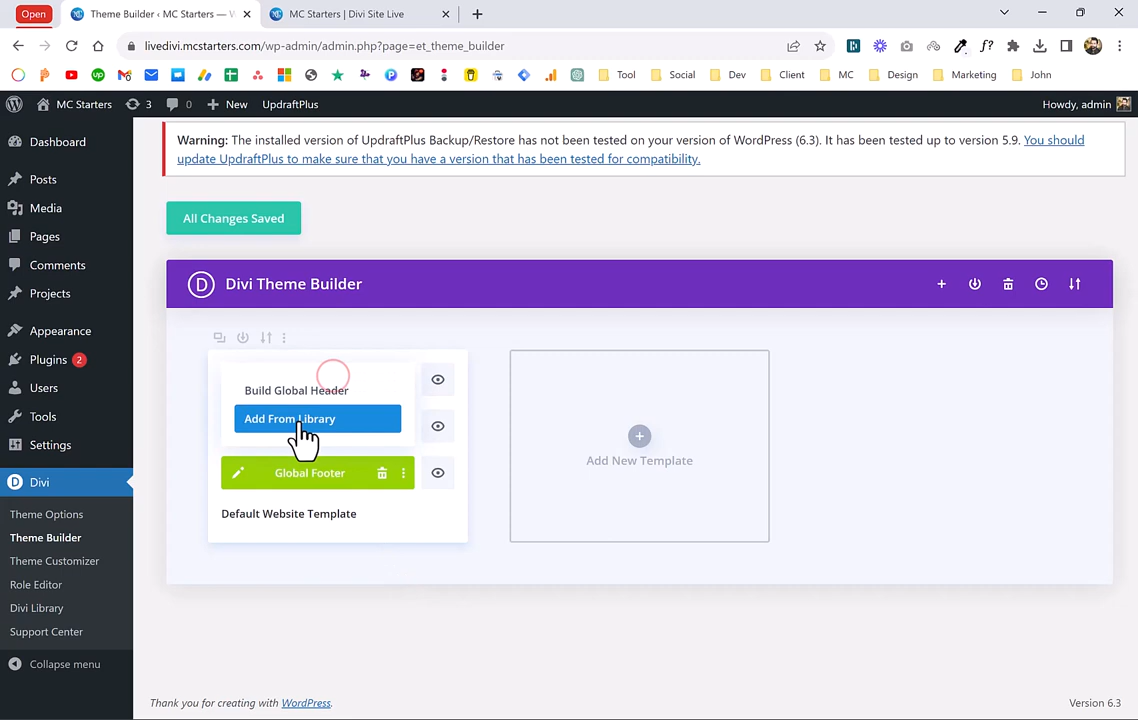 Open
Theme Builder ‹ MC Starters — W
MC Starters | Divi Site Live
livedivi.mcstarters.com/wp-admin/admin.php?page=et_theme_builder
Tool
Social
Dev
Client
MC
Design
Marketing
John
MC Starters
3
0
New
UpdraftPlus
Howdy, admin
Dashboard
Posts
Media
Pages
Comments
Projects
Appearance
Plugins 2
Users
Tools
Settings
Divi
Theme Options
Theme Builder
Theme Customizer
Role Editor
Divi Library
Support Center
Collapse menu
Warning: The installed version of UpdraftPlus Backup/Restore has not been tested on your version of WordPress (6.3). It has been tested up to version 5.9. You should
update UpdraftPlus to make sure that you have a version that has been tested for compatibility.
All Changes Saved
D Divi Theme Builder
Build Global Header
Add From Library
Global Footer
Default Website Template
Add New Template
Thank you for creating with WordPress.
Version 6.3